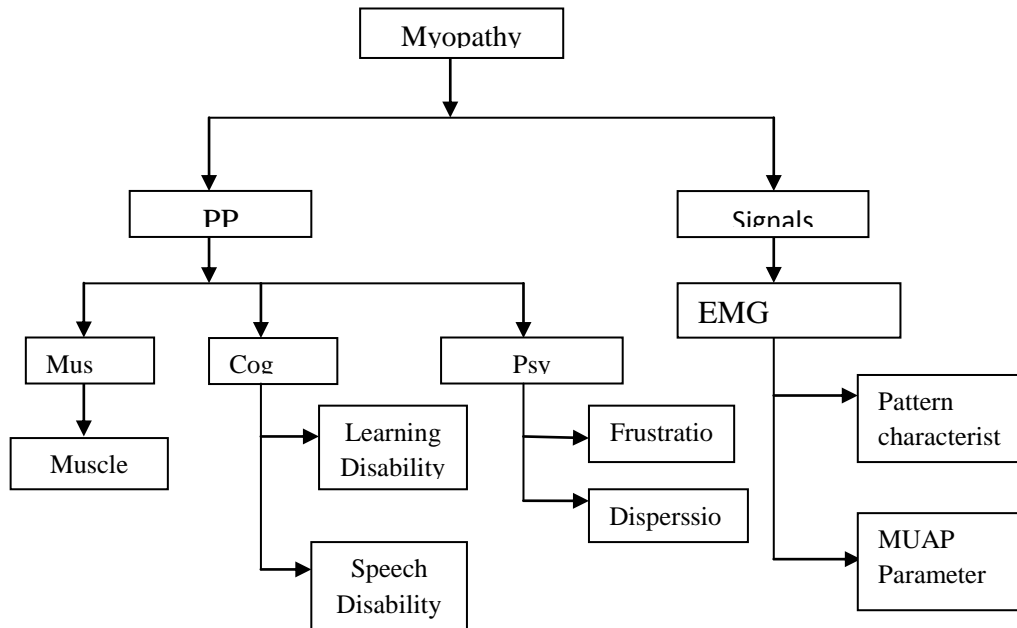 Myopathy
PP
Signals
EMG
Mus
Cog
Psy
Pattern
characterist
Learning
Disability
Frustratio
Muscle
Disperssio
MUAP
Parameter
Speech
Disability